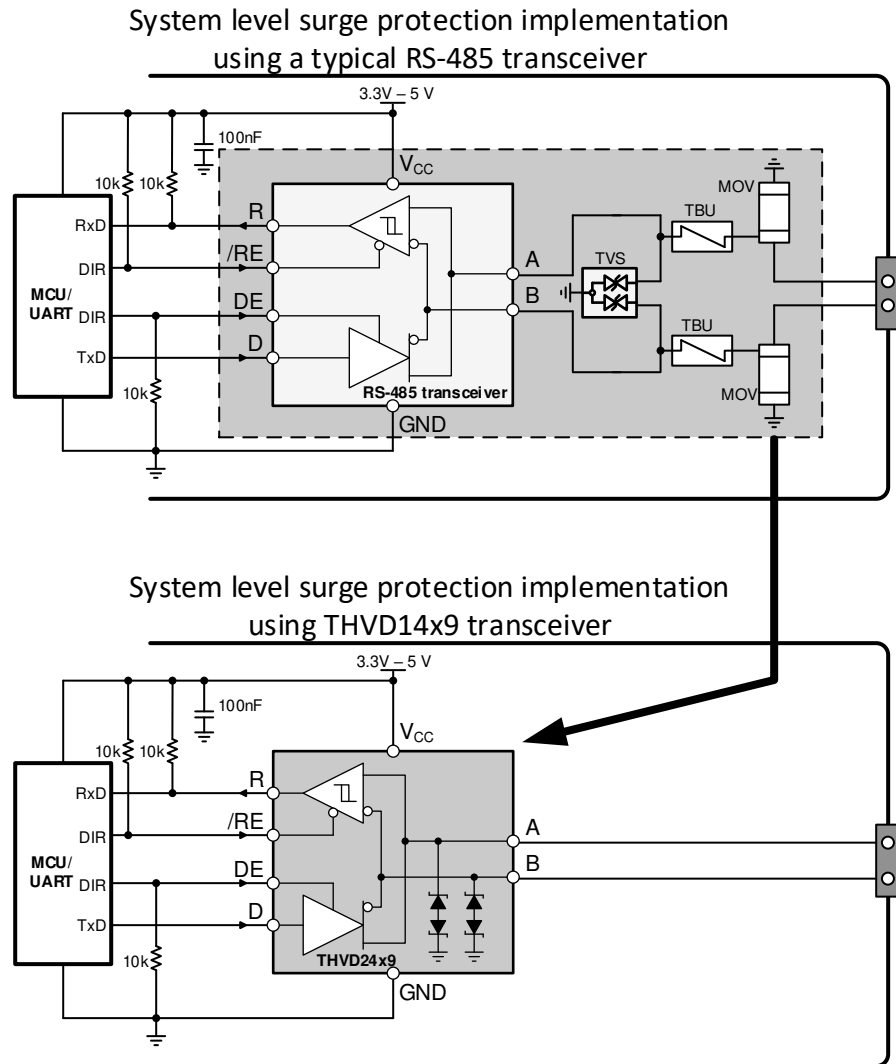 System level surge protection implementation
using a typical RS-485 transceiver
3.3V – 5 V
100nF
VCC
10k
10k
MOV
TBU
R
RxD
/RE
A
TVS
DIR
MCU/
UART
DE
B
DIR
TBU
D
TxD
10k
RS-485 transceiver
MOV
GND
System level surge protection implementation
using THVD14x9 transceiver
3.3V – 5 V
100nF
VCC
10k
10k
R
RxD
/RE
A
DIR
MCU/
UART
DE
B
DIR
D
TxD
10k
THVD24x9
GND